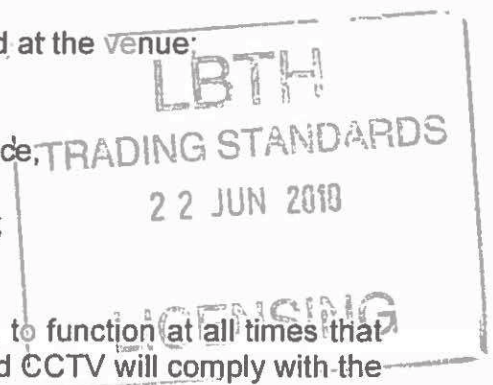 d at the venue;
LBTH
ce;
TRADING STANDARDS
22 JUN 2010
;
LICENSING
to function at all times that
d CCTV will comply with the